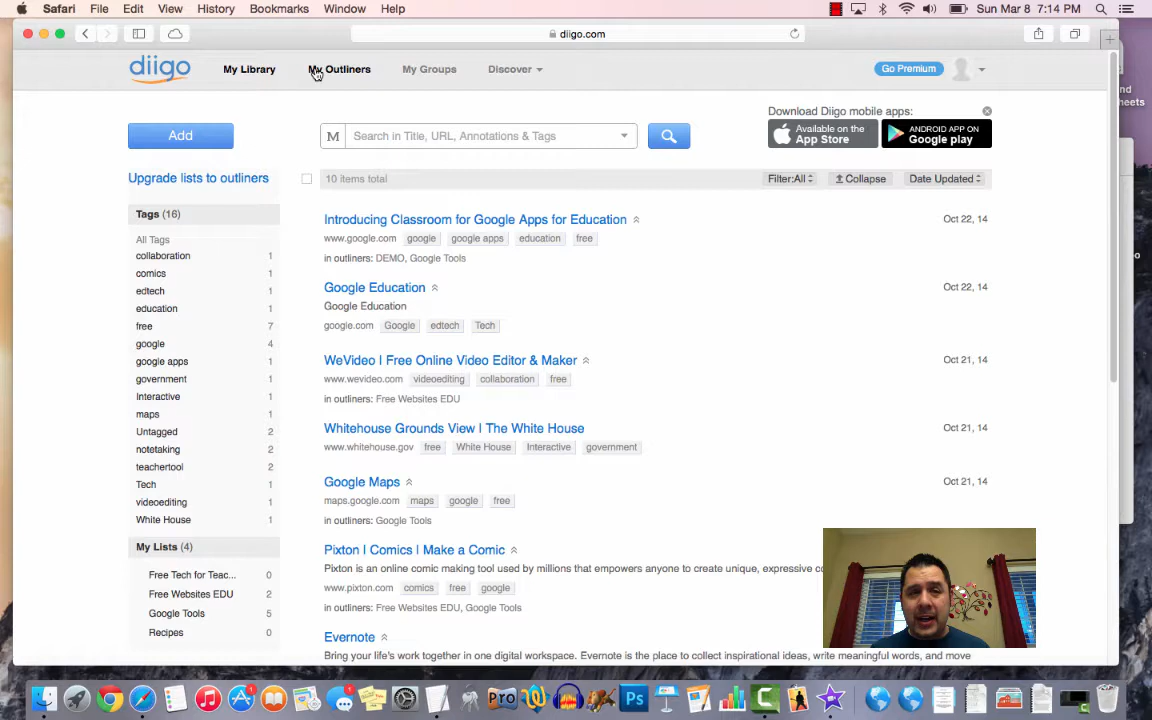 Safari File Edit View History Bookmarks Window Help Sun Mar 8 7:14 PM
diigo.com
diigo My Library My Outliners My Groups Discover Go Premium
Download Diigo mobile apps:
Add M Search in Title, URL, Annotations & Tags Available on the App Store ANDROID APP ON Google play
Upgrade lists to outliners 10 items total Filter:All Collapse Date Updated
Tags (16)
All Tags
collaboration 1
comics 1
edtech 1
education 1
free 7
google 4
google apps 1
government 1
Interactive 1
maps 1
Untagged 2
notetaking 2
teachertool 2
Tech 1
videoediting 1
White House 1
My Lists (4)
Free Tech for Teac... 0
Free Websites EDU 2
Google Tools 5
Recipes 0
Introducing Classroom for Google Apps for Education Oct 22, 14
www.google.com google google apps education free
in outliners: DEMO, Google Tools
Google Education Oct 22, 14
Google Education
google.com Google edtech Tech
WeVideo | Free Online Video Editor & Maker Oct 21, 14
www.wevideo.com videoediting collaboration free
in outliners: Free Websites EDU
Whitehouse Grounds View | The White House Oct 21, 14
www.whitehouse.gov free White House Interactive government
Google Maps Oct 21, 14
maps.google.com maps google free
in outliners: Google Tools
Pixton | Comics | Make a Comic
Pixton is an online comic making tool used by millions that empowers anyone to create unique, expressive
www.pixton.com comics free google
in outliners: Free Websites EDU, Google Tools
Evernote
Bring your life's work together in one digital workspace. Evernote is the place to collect inspirational ideas, write meaningful words, and move
nd
heets
Pro
Ps